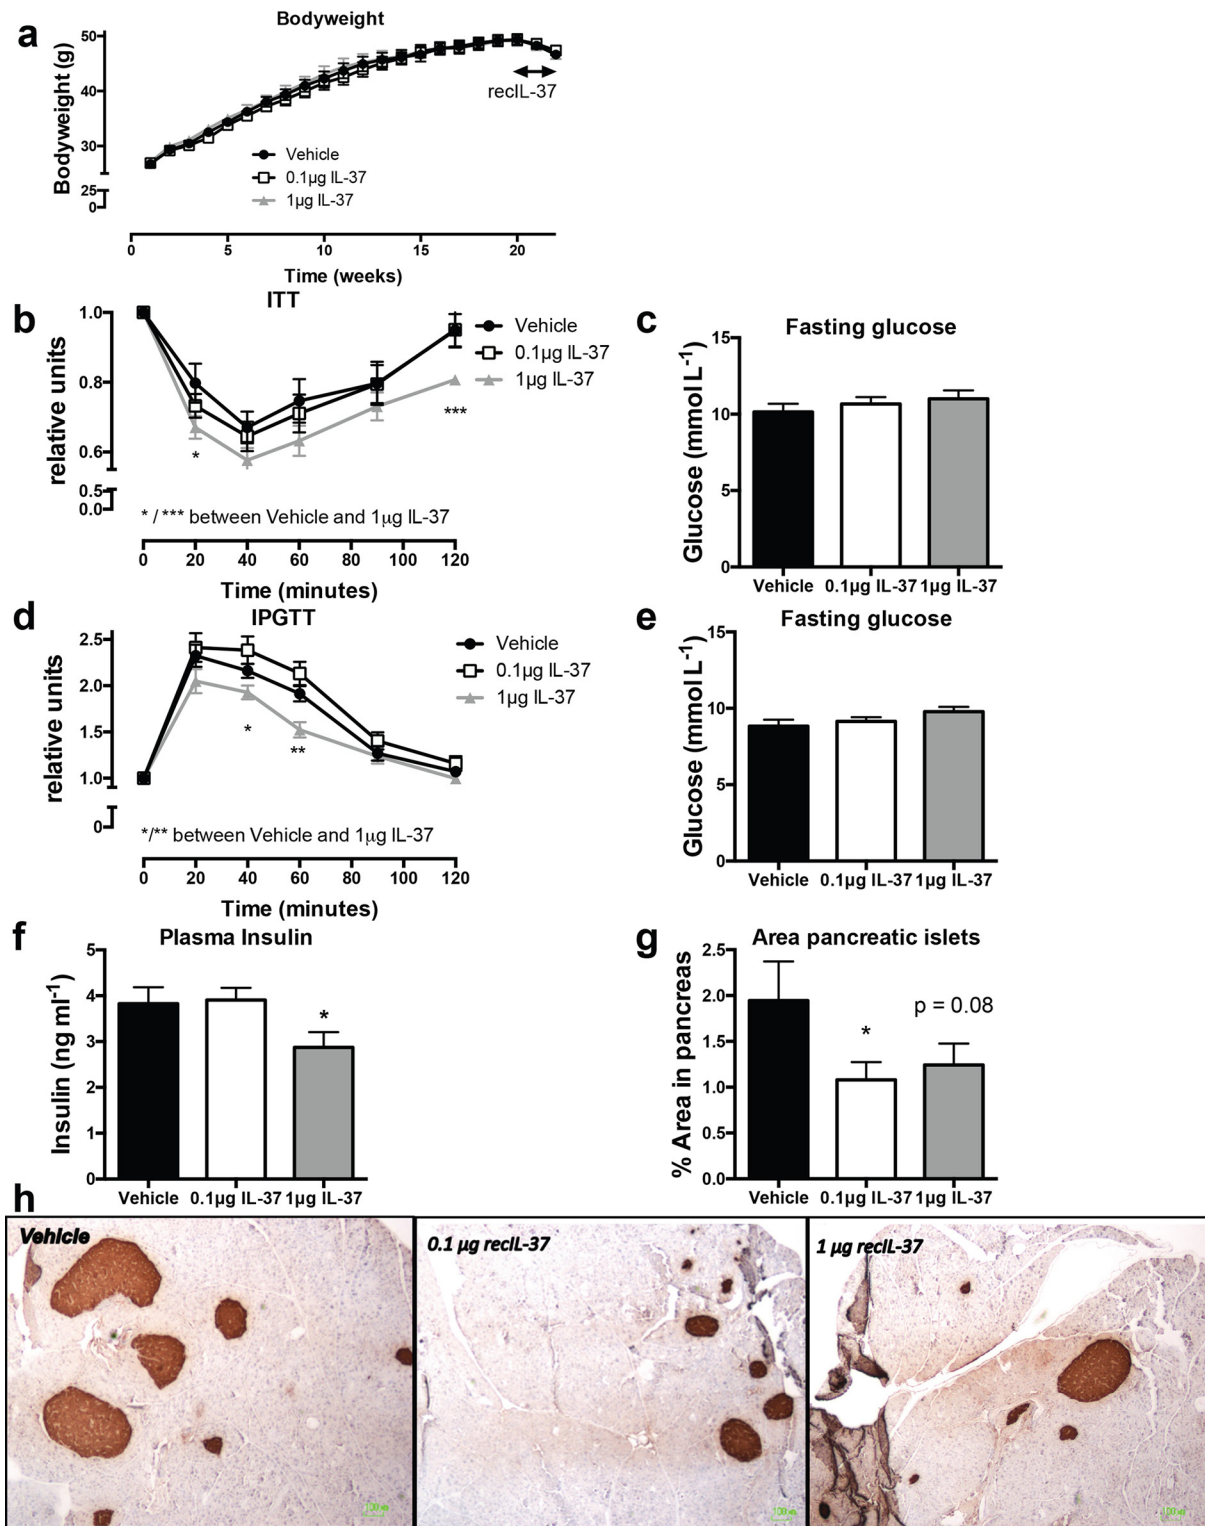 a
Bodyweight
Bodyweight (g)
50
40
30
25
0
recIL-37
Vehicle
0.1µg IL-37
1µg IL-37
0 5 10 15 20
Time (weeks)
b
ITT
relative units
1.0
0.8
0.6
0.5
0.0
Vehicle
0.1µg IL-37
1µg IL-37
*
***
* / *** between Vehicle and 1µg IL-37
0 20 40 60 80 100 120
Time (minutes)
c
Fasting glucose
Glucose (mmol L-1)
15
10
5
0
Vehicle 0.1µg IL-37 1µg IL-37
d
IPGTT
relative units
2.5
2.0
1.5
1.0
0
Vehicle
0.1µg IL-37
1µg IL-37
*
**
*/** between Vehicle and 1µg IL-37
0 20 40 60 80 100 120
Time (minutes)
e
Fasting glucose
Glucose (mmol L-1)
15
10
5
0
Vehicle 0.1µg IL-37 1µg IL-37
f
Plasma Insulin
Insulin (ng ml-1)
5
4
3
2
1
0
*
Vehicle 0.1µg IL-37 1µg IL-37
g
Area pancreatic islets
% Area in pancreas
2.5
2.0
1.5
1.0
0.5
0.0
*
p = 0.08
Vehicle 0.1µg IL-37 1µg IL-37
h
Vehicle
0.1 µg recIL-37
1 µg recIL-37